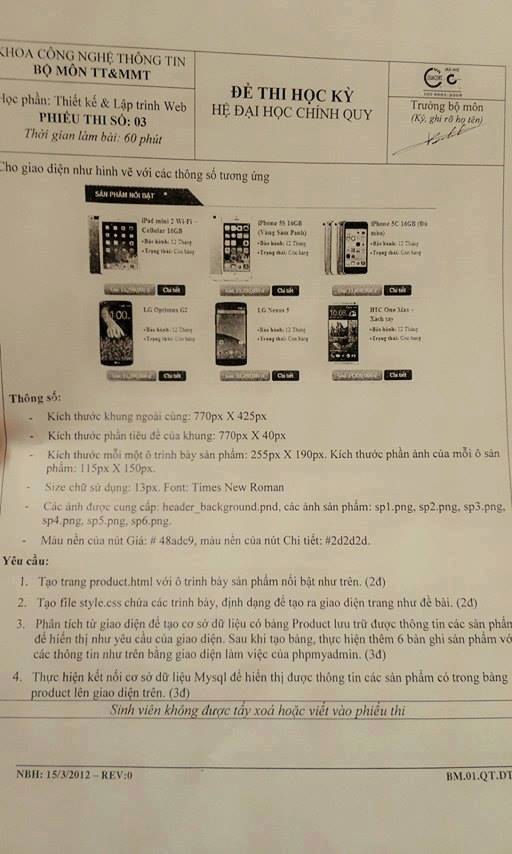 KHOA CÔNG NGHỆ THÔNG TIN
BỘ MÔN TT&MMT
Học phần: Thiết kế & Lập trình Web
PHIẾU THI SỐ: 03
Thời gian làm bài: 60 phút
ĐỀ THI HỌC KỲ
HỆ ĐẠI HỌC CHÍNH QUY
Trưởng bộ môn
(Ký, ghi rõ họ tên)
Cho giao diện như hình vẽ với các thông số tương ứng
SẢN PHẨM NỔI BẬT
iPad mini 2 Wi-Fi -
Cellular 16GB
•Bảo hành: 12 Tháng
•Trạng thái: Còn hàng
Chi tiết
iPhone 5S 16GB
(Vàng Sâm Panh)
•Bảo hành: 12 Tháng
•Trạng thái: Còn hàng
Chi tiết
iPhone 5C 16GB (Đủ
màu)
•Bảo hành: 12 Tháng
•Trạng thái: Còn hàng
Chi tiết
LG Optimus G2
•Bảo hành: 12 Tháng
•Trạng thái: Còn hàng
Chi tiết
LG Nexus 5
•Bảo hành: 12 Tháng
•Trạng thái: Còn hàng
Chi tiết
HTC One Max -
Xách tay
•Bảo hành: 12 Tháng
•Trạng thái: Còn hàng
Chi tiết
Thông số:
- Kích thước khung ngoài cùng: 770px X 425px
- Kích thước phần tiêu đề của khung: 770px X 40px
- Kích thước mỗi một ô trình bày sản phẩm: 255px X 190px. Kích thước phần ảnh của mỗi ô sản
phẩm: 115px X 150px.
- Size chữ sử dụng: 13px. Font: Times New Roman
- Các ảnh được cung cấp: header_background.pnd, các ảnh sản phẩm: sp1.png, sp2.png, sp3.png,
sp4.png, sp5.png, sp6.png.
- Màu nền của nút Giá: # 48adc9, màu nền của nút Chi tiết: #2d2d2d.
Yêu cầu:
1. Tạo trang product.html với ô trình bày sản phẩm nổi bật như trên. (2đ)
2. Tạo file style.css chứa các trình bày, định dạng để tạo ra giao diện trang như đề bài. (2đ)
3. Phân tích từ giao diện để tạo cơ sở dữ liệu có bảng Product lưu trữ được thông tin các sản phẩm
để hiển thị như yêu cầu của giao diện. Sau khi tạo bảng, thực hiện thêm 6 bản ghi sản phẩm vớ
các thông tin như trên bằng giao diện làm việc của phpmyadmin. (3đ)
4. Thực hiện kết nối cơ sở dữ liệu Mysql để hiển thị được thông tin các sản phẩm có trong bảng
product lên giao diện trên. (3đ)
Sinh viên không được tẩy xoá hoặc viết vào phiếu thi
NBH: 15/3/2012 – REV:0
BM.01.QT.DT